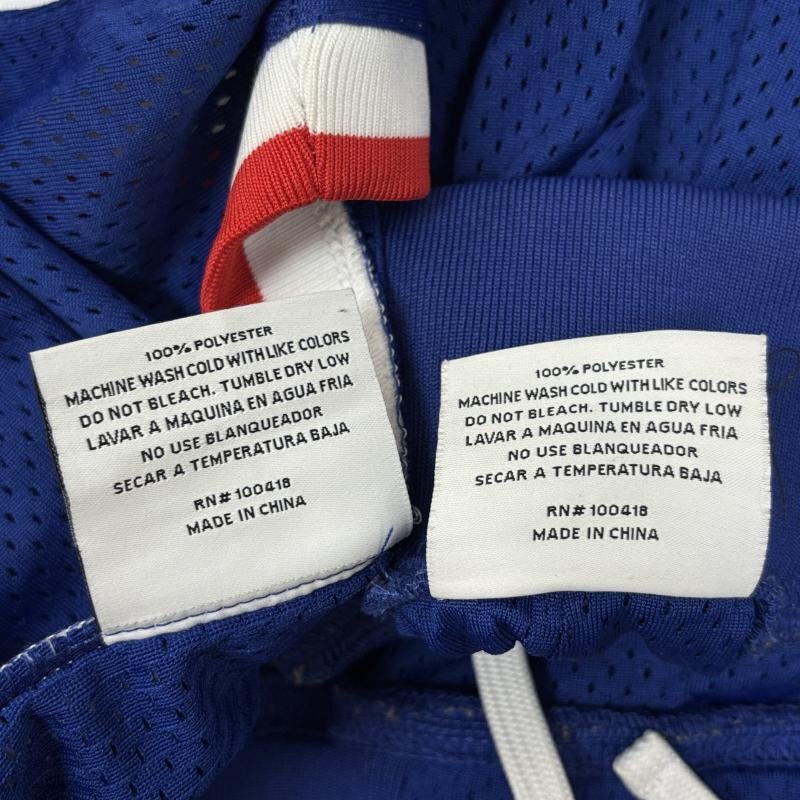 100% POLYESTER
MACHINE WASH COLD WITH LIKE COLORS
DO NOT BLEACH. TUMBLE DRY LOW
LAVAR A MAQUINA EN AGUA FRIA
NO USE BLANQUEADOR
SECAR A TEMPERATURA BAJA
RN# 100418
MADE IN CHINA
100% POLYESTER
MACHINE WASH COLD WITH LIKE COLORS
DO NOT BLEACH. TUMBLE DRY LOW
LAVAR A MAQUINA EN AGUA FRIA
NO USE BLANQUEADOR
SECAR A TEMPERATURA BAJA
RN# 100418
MADE IN CHINA